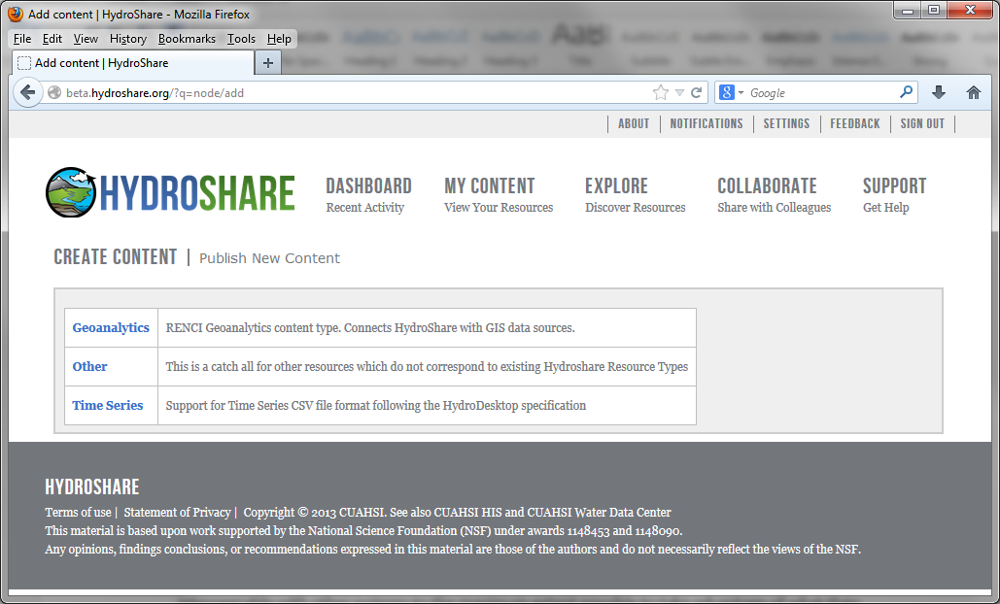 Add content | HydroShare - Mozilla Firefox
File Edit View History Bookmarks Tools Help
Add content | HydroShare
beta.hydroshare.org/?q=node/add
Google
ABOUT NOTIFICATIONS SETTINGS FEEDBACK SIGN OUT
HYDROSHARE
DASHBOARD MY CONTENT EXPLORE COLLABORATE SUPPORT
Recent Activity View Your Resources Discover Resources Share with Colleagues Get Help
CREATE CONTENT | Publish New Content
Geoanalytics RENCI Geoanalytics content type. Connects HydroShare with GIS data sources.
Other This is a catch all for other resources which do not correspond to existing Hydroshare Resource Types
Time Series Support for Time Series CSV file format following the HydroDesktop specification
HYDROSHARE
Terms of use | Statement of Privacy | Copyright © 2013 CUAHSI. See also CUAHSI HIS and CUAHSI Water Data Center
This material is based upon work supported by the National Science Foundation (NSF) under awards 1148453 and 1148090.
Any opinions, findings conclusions, or recommendations expressed in this material are those of the authors and do not necessarily reflect the views of the NSF.